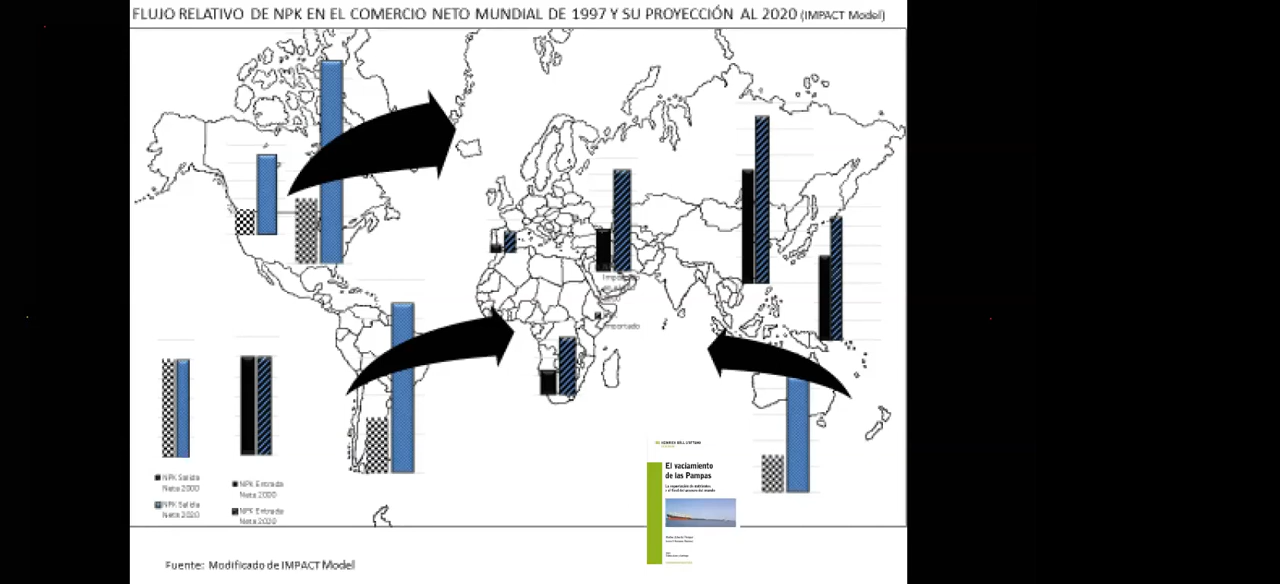 FLUJO RELATIVO DE NPK EN EL COMERCIO NETO MUNDIAL DE 1997 Y SU PROYECCIÓN AL 2020 (IMPACT Model)
Importado
NPK Salida
Neta 2000
NPK Entrada
Neta 2000
NPK Salida
Neta 2020
NPK Entrada
Neta 2020
El vaciamiento
de las Pampas
Fuente: Modificado de IMPACT Model